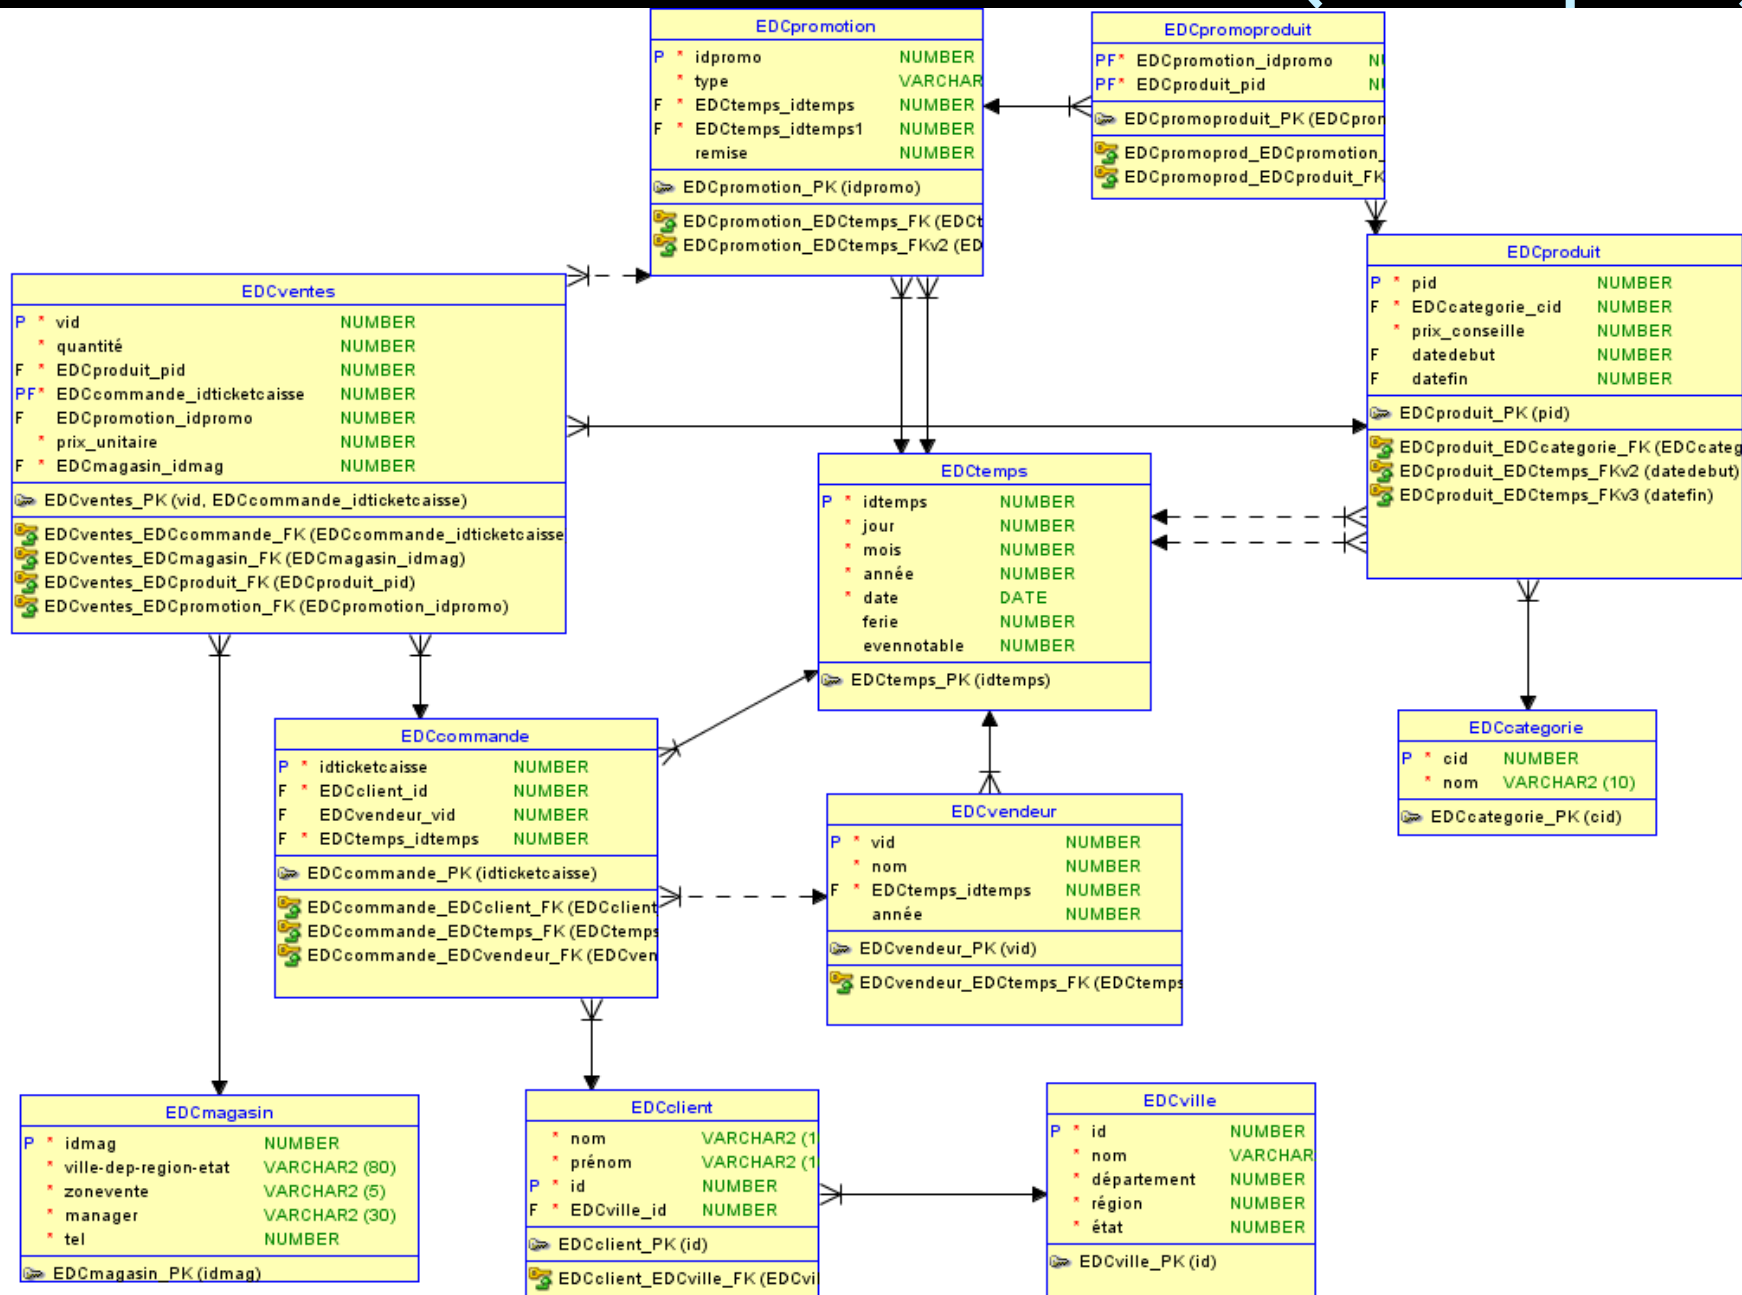 EDCpromotion
P * idpromo NUMBER
* type VARCHAR
F * EDCtemps_idtemps NUMBER
F * EDCtemps_idtemps1 NUMBER
remise NUMBER
EDCpromotion_PK (idpromo)
EDCpromotion_EDCtemps_FK (EDCt
EDCpromotion_EDCtemps_FKv2 (ED
EDCpromoproduit
PF* EDCpromotion_idpromo NU
PF* EDCproduit_pid NU
EDCpromoproduit_PK (EDCpron
EDCpromoprod_EDCpromotion_
EDCpromoprod_EDCproduit_FK
EDCproduit
P * pid NUMBER
F * EDCcategorie_cid NUMBER
* prix_conseille NUMBER
F datedebut NUMBER
F datefin NUMBER
EDCproduit_PK (pid)
EDCproduit_EDCcategorie_FK (EDCcateg
EDCproduit_EDCtemps_FKv2 (datedebut)
EDCproduit_EDCtemps_FKv3 (datefin)
EDCventes
P * vid NUMBER
* quantité NUMBER
F * EDCproduit_pid NUMBER
PF* EDCcommande_idticketcaisse NUMBER
F EDCpromotion_idpromo NUMBER
* prix_unitaire NUMBER
F * EDCmagasin_idmag NUMBER
EDCventes_PK (vid, EDCcommande_idticketcaisse)
EDCventes_EDCcommande_FK (EDCcommande_idticketcaisse
EDCventes_EDCmagasin_FK (EDCmagasin_idmag)
EDCventes_EDCproduit_FK (EDCproduit_pid)
EDCventes_EDCpromotion_FK (EDCpromotion_idpromo)
EDCtemps
P * idtemps NUMBER
* jour NUMBER
* mois NUMBER
* année NUMBER
* date DATE
ferie NUMBER
evennotable NUMBER
EDCtemps_PK (idtemps)
EDCcommande
P * idticketcaisse NUMBER
F * EDCclient_id NUMBER
F EDCvendeur_vid NUMBER
F * EDCtemps_idtemps NUMBER
EDCcommande_PK (idticketcaisse)
EDCcommande_EDCclient_FK (EDCclient
EDCcommande_EDCtemps_FK (EDCtemps
EDCcommande_EDCvendeur_FK (EDCven
EDCvendeur
P * vid NUMBER
* nom NUMBER
F * EDCtemps_idtemps NUMBER
année NUMBER
EDCvendeur_PK (vid)
EDCvendeur_EDCtemps_FK (EDCtemps
EDCcategorie
P * cid NUMBER
* nom VARCHAR2 (10)
EDCcategorie_PK (cid)
EDCmagasin
P * idmag NUMBER
* ville-dep-region-etat VARCHAR2 (80)
* zonevente VARCHAR2 (5)
* manager VARCHAR2 (30)
* tel NUMBER
EDCmagasin_PK (idmag)
EDCclient
* nom VARCHAR2 (1
* prénom VARCHAR2 (1
P * id NUMBER
F * EDCville_id NUMBER
EDCclient_PK (id)
EDCclient_EDCville_FK (EDCvil
EDCville
P * id NUMBER
* nom VARCHAR
* département NUMBER
* région NUMBER
* état NUMBER
EDCville_PK (id)